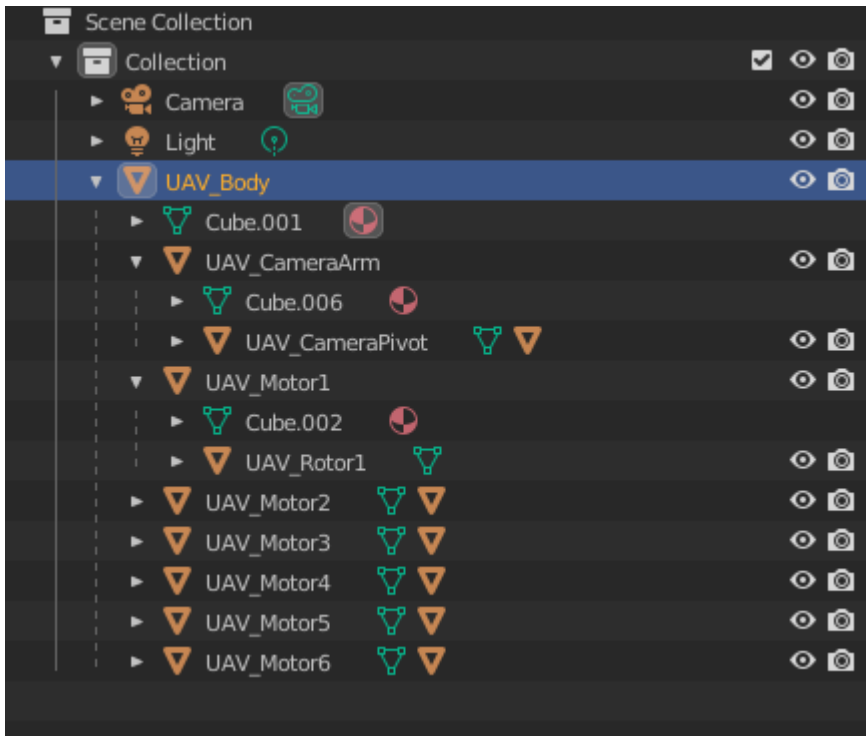 Scene Collection
Collection
Camera
Light
UAV_Body
Cube.001
UAV_CameraArm
Cube.006
UAV_CameraPivot
UAV_Motor1
Cube.002
UAV_Rotor1
UAV_Motor2
UAV_Motor3
UAV_Motor4
UAV_Motor5
UAV_Motor6